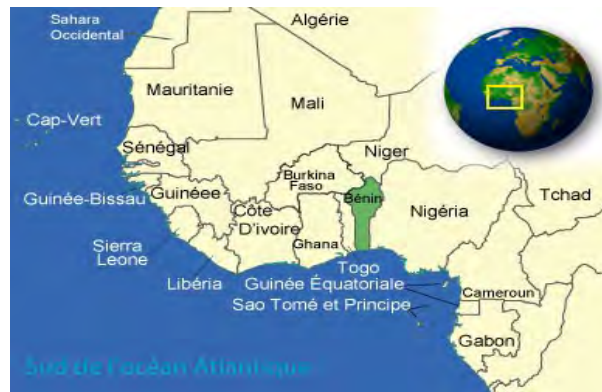 Sahara
Occidental
Algérie
Mauritanie
Mali
Cap-Vert
Sénégal
Niger
Burkina
Faso
Tchad
Guinée-Bissau
Guinéee
Bénin
Nigéria
Côte
D'ivoire
Ghana
Sierra
Leone
Togo
Libéria
Guinée Équatoriale
Cameroun
Sao Tomé et Principe
Gabon
Sud de l'océan Atlantique